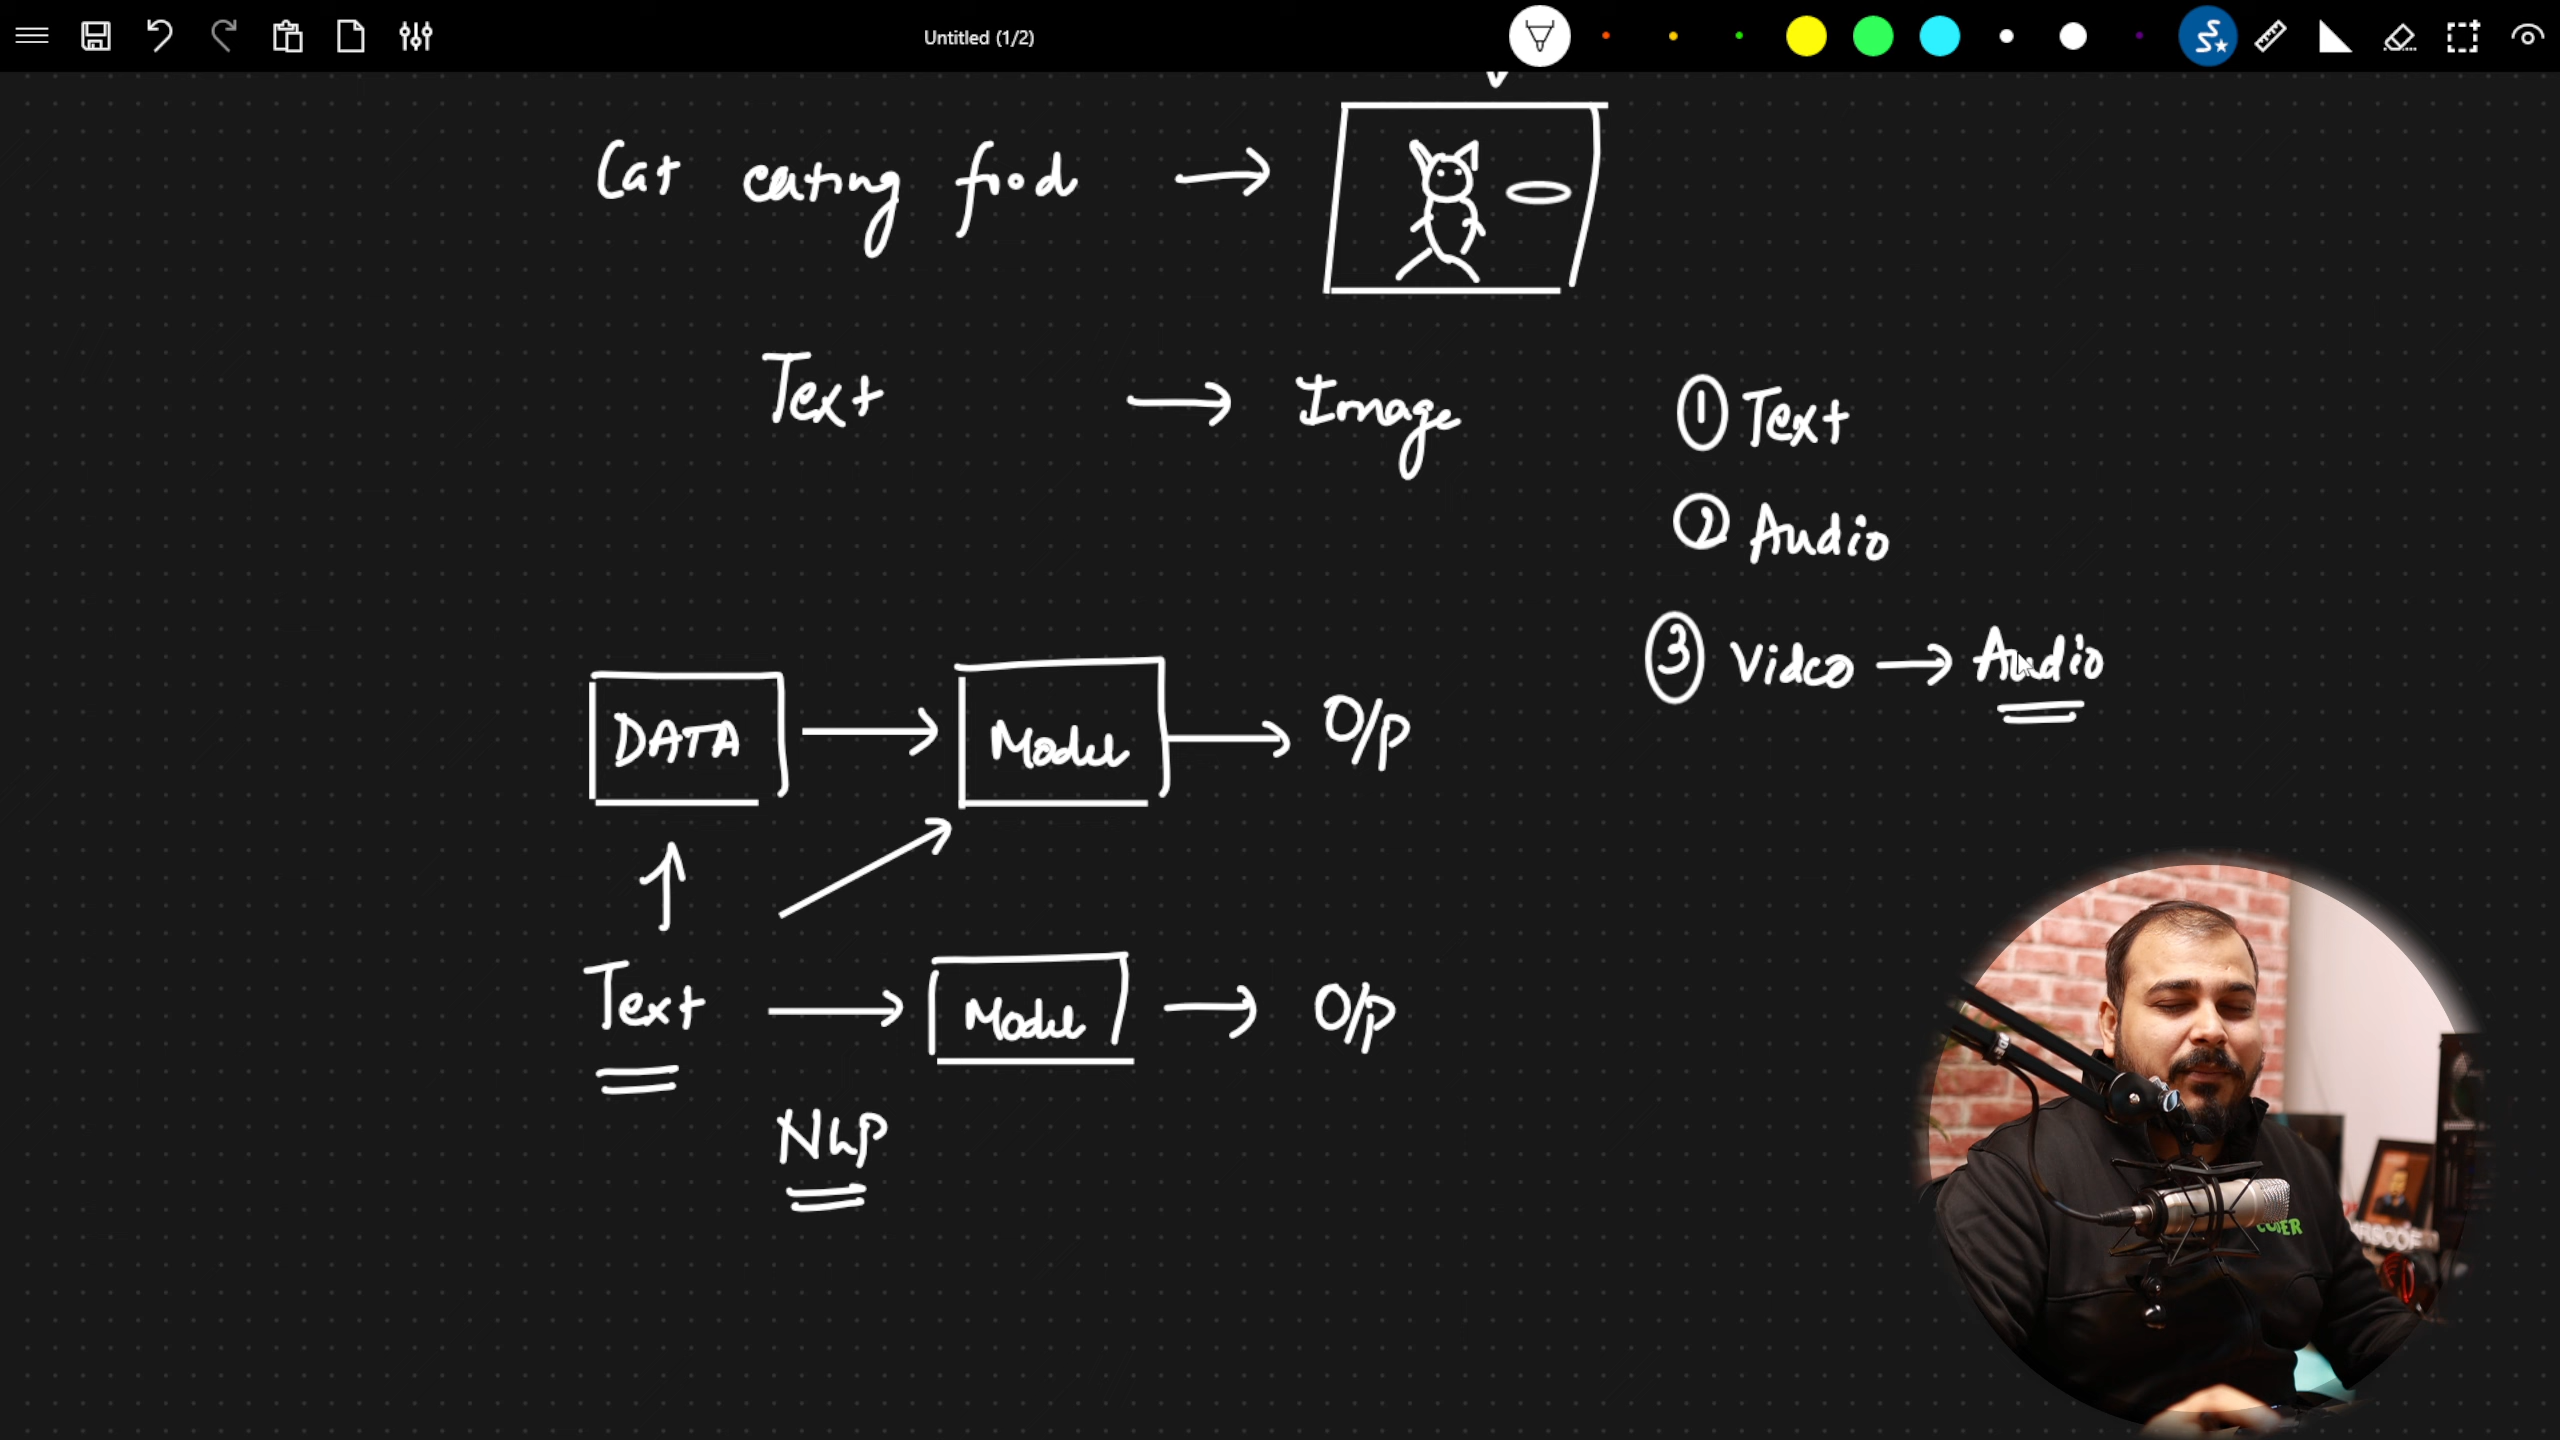 Untitled (1/2)
Cat eating food →
Text → Image
① Text
② Audio
③ Video → Audio
DATA → Model → O/p
Text → Model → O/p
NLP